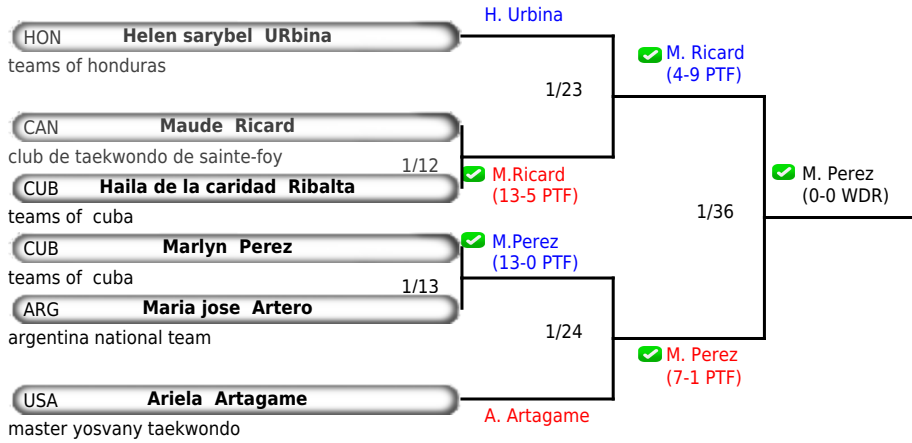 H. Urbina
HON Helen sarybel URbina
teams of honduras
M. Ricard
(4-9 PTF)
1/23
CAN Maude Ricard
club de taekwondo de sainte-foy
1/12
M.Ricard
(13-5 PTF)
CUB Haila de la caridad Ribalta
teams of cuba
M. Perez
(0-0 WDR)
1/36
CUB Marlyn Perez
teams of cuba
M.Perez
(13-0 PTF)
1/13
ARG Maria jose Artero
argentina national team
1/24
M. Perez
(7-1 PTF)
USA Ariela Artagame
master yosvany taekwondo
A. Artagame